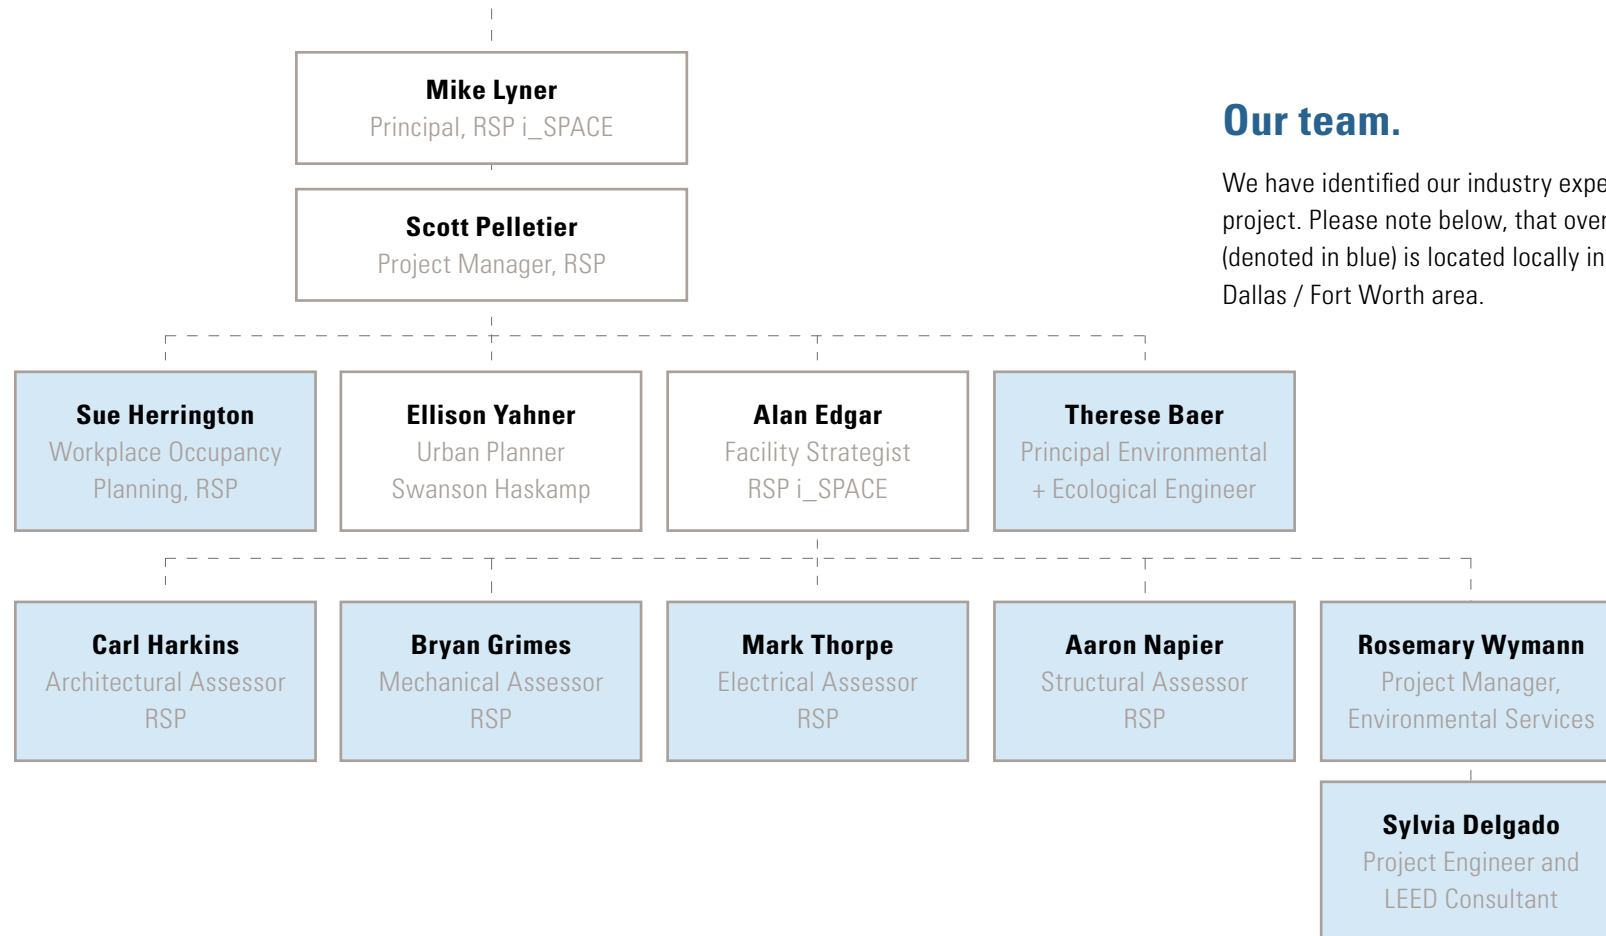 Mike Lyner
Principal, RSP i_SPACE
Our team.
We have identified our industry
project. Please note below, that over
(denoted in blue) is located locally in
Dallas / Fort Worth area.
Scott Pelletier
Project Manager, RSP
Sue Herrington
Workplace Occupancy
Planning, RSP
Ellison Yahner
Urban Planner
Swanson Haskamp
Alan Edgar
Facility Strategist
RSP i_SPACE
Therese Baer
Principal Environmental
+ Ecological Engineer
Carl Harkins
Architectural Assessor
RSP
Bryan Grimes
Mechanical Assessor
RSP
Mark Thorpe
Electrical Assessor
RSP
Aaron Napier
Structural Assessor
RSP
Rosemary Wymann
Project Manager,
Environmental Services
Sylvia Delgado
Project Engineer and
LEED Consultant